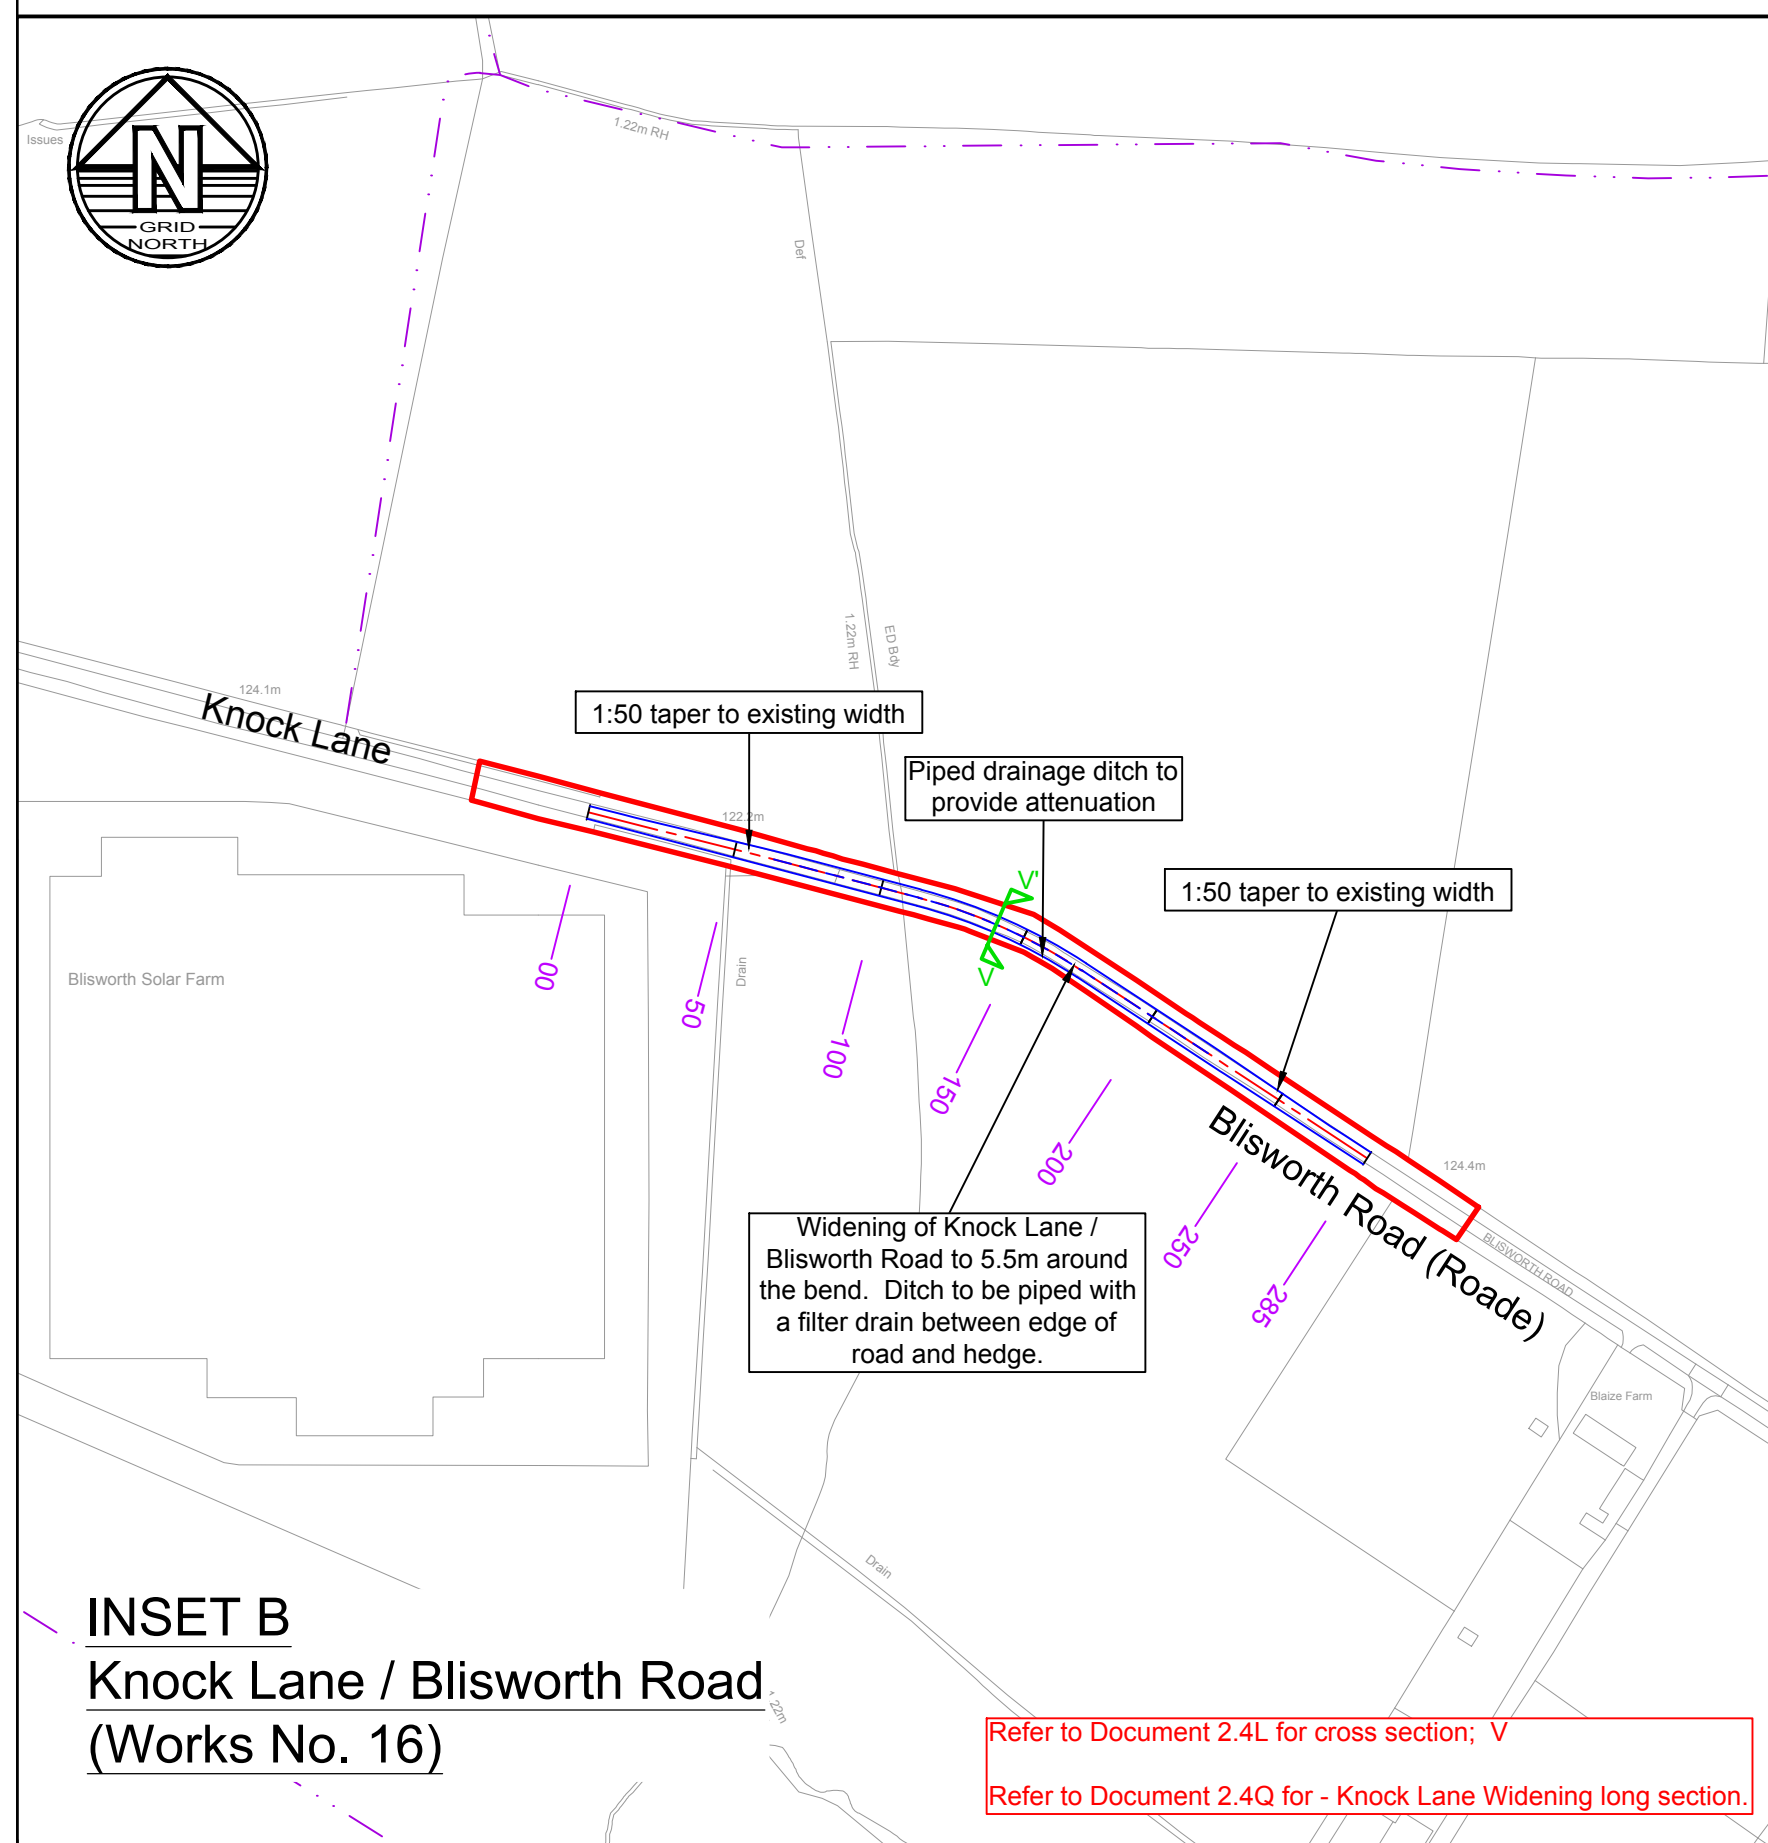 Issues
N
GRID
NORTH
1.22m RH
Def
1.22m RH
ED Bdy
124.1m
Knock Lane
1:50 taper to existing width
Piped drainage ditch to
provide attenuation
122.2m
1:50 taper to existing width
V'
V
Blisworth Solar Farm
Drain
00
50
100
150
200
250
285
Blisworth Road (Roade)
124.4m
BLISWORTH ROAD
Widening of Knock Lane /
Blisworth Road to 5.5m around
the bend. Ditch to be piped with
a filter drain between edge of
road and hedge.
Blaize Farm
Drain
INSET B
Knock Lane / Blisworth Road
(Works No. 16)
Refer to Document 2.4L for cross section; V
Refer to Document 2.4Q for - Knock Lane Widening long section.